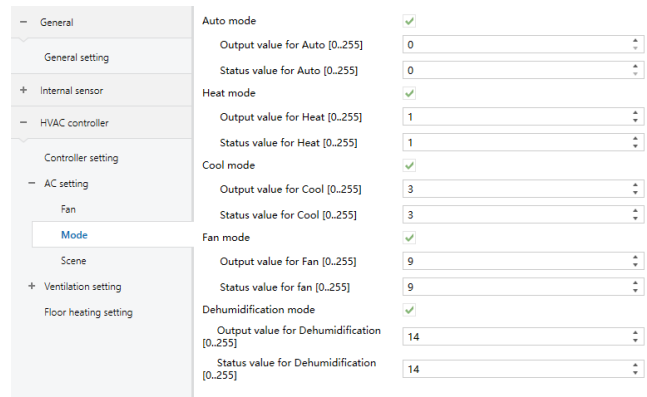 General
General setting
Internal sensor
HVAC controller
Controller setting
AC setting
Fan
Mode
Scene
Ventilation setting
Floor heating setting
Auto mode
Output value for Auto [0..255] 0
Status value for Auto [0..255] 0
Heat mode
Output value for Heat [0..255] 1
Status value for Heat [0..255] 1
Cool mode
Output value for Cool [0..255] 3
Status value for Cool [0..255] 3
Fan mode
Output value for Fan [0..255] 9
Status value for fan [0..255] 9
Dehumidification mode
Output value for Dehumidification
[0..255] 14
Status value for Dehumidification
[0..255] 14